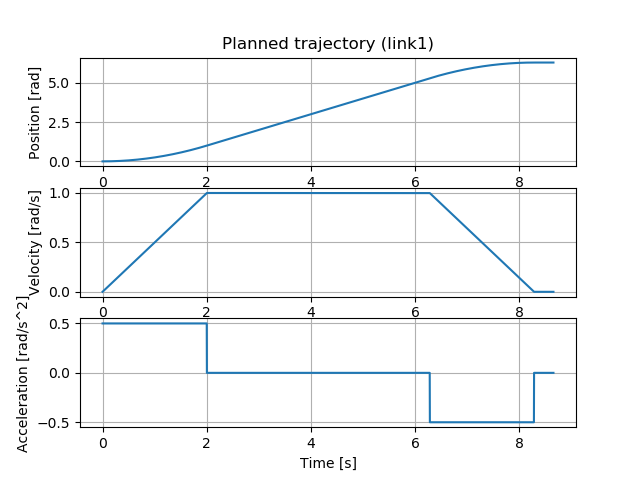 Planned trajectory (link1)
Position [rad]
5.0
2.5
0.0
0 2 4 6 8
Velocity [rad/s]
1.0
0.5
0.0
0 2 4 6 8
Acceleration [rad/s^2]
0.5
0.0
−0.5
0 2 4 6 8
Time [s]